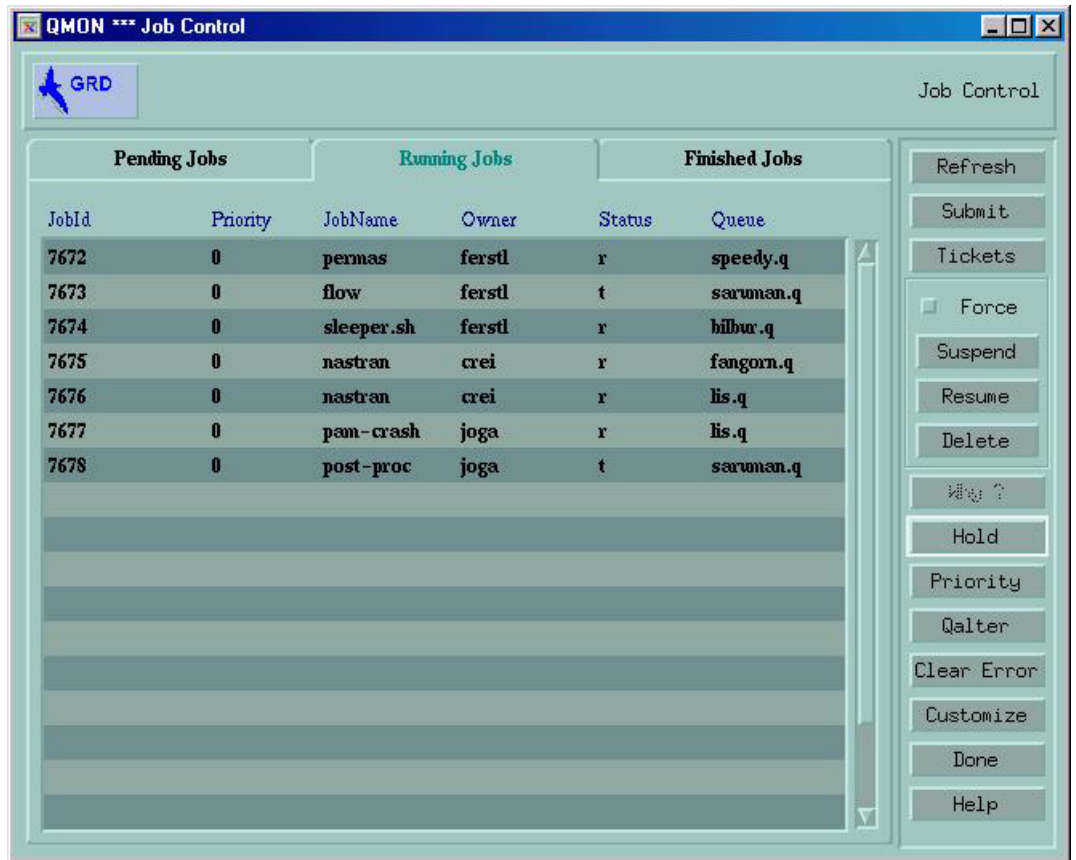 QMON *** Job Control
GRD
Job Control
Pending Jobs Running Jobs Finished Jobs
JobId Priority JobName Owner Status Queue
7672 0 permas ferstl r speedy.q
7673 0 flow ferstl t saruman.q
7674 0 sleeper.sh ferstl r bilbur.q
7675 0 nastran crei r fangorn.q
7676 0 nastran crei r lis.q
7677 0 pam-crash joga r lis.q
7678 0 post-proc joga t saruman.q
Refresh
Submit
Tickets
Force
Suspend
Resume
Delete
Why ?
Hold
Priority
Qalter
Clear Error
Customize
Done
Help